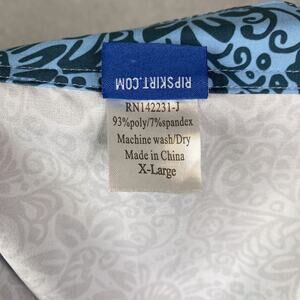 RIPSKIRT.COM
RN142231-J
93%poly/7%spandex
Machine wash/Dry
Made in China
X-Large